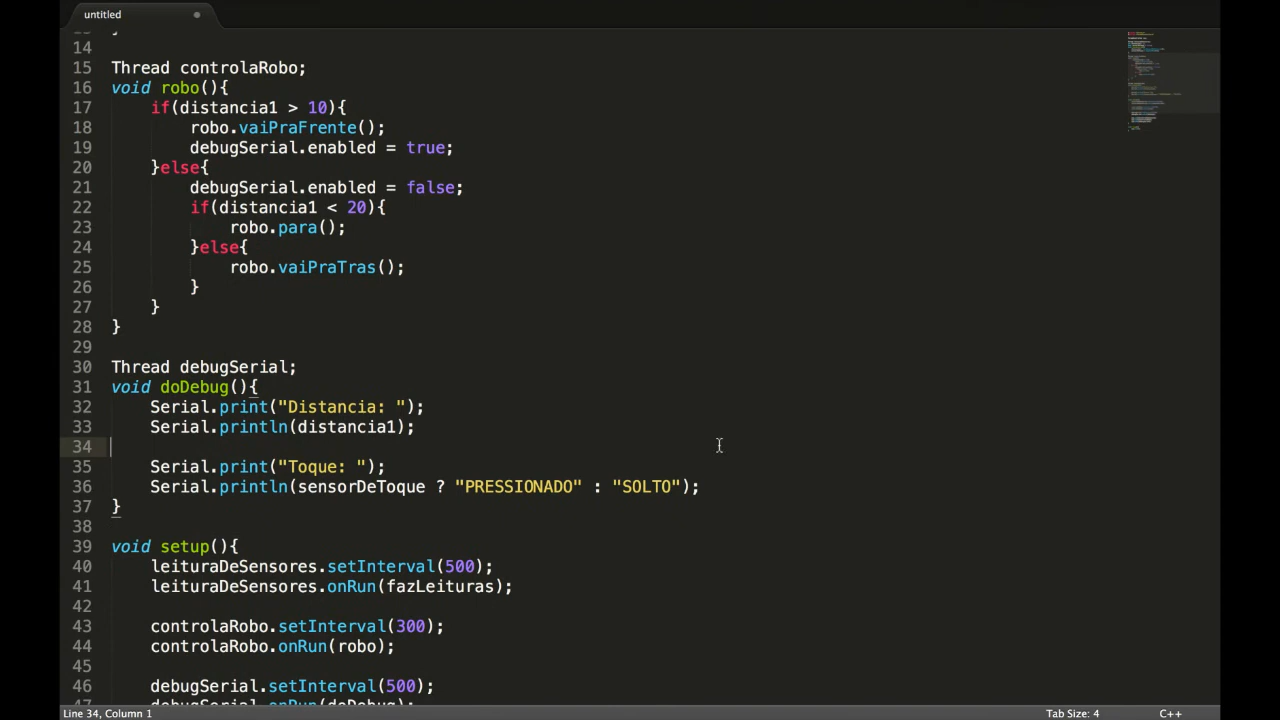 untitled
14
15 Thread controlaRobo;
16 void robo(){
17 if(distancia1 > 10){
18 robo.vaiPraFrente();
19 debugSerial.enabled = true;
20 }else{
21 debugSerial.enabled = false;
22 if(distancia1 < 20){
23 robo.para();
24 }else{
25 robo.vaiPraTras();
26 }
27 }
28 }
29
30 Thread debugSerial;
31 void doDebug(){
32 Serial.print("Distancia: ");
33 Serial.println(distancia1);
34
35 Serial.print("Toque: ");
36 Serial.println(sensorDeToque ? "PRESSIONADO" : "SOLTO");
37 }
38
39 void setup(){
40 leituraDeSensores.setInterval(500);
41 leituraDeSensores.onRun(fazLeituras);
42
43 controlaRobo.setInterval(300);
44 controlaRobo.onRun(robo);
45
46 debugSerial.setInterval(500);
47 debugSerial.onRun(doDebug);
Line 34, Column 1
Tab Size: 4
C++